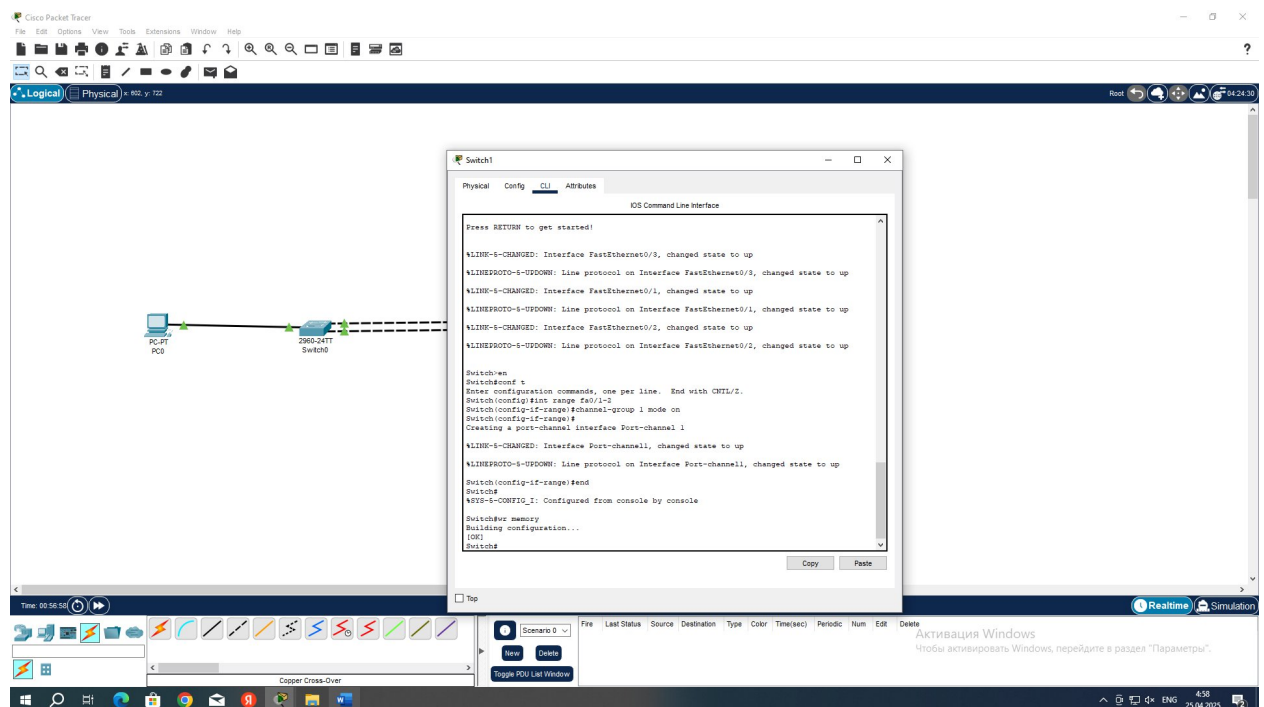 Cisco Packet Tracer
File Edit Options View Tools Extensions Window Help
?
Logical Physical x: 602, y: 722
Root 04:24:30
Switch1
Physical Config CLI Attributes
IOS Command Line Interface
Press RETURN to get started!
%LINK-5-CHANGED: Interface FastEthernet0/3, changed state to up
%LINEPROTO-5-UPDOWN: Line protocol on Interface FastEthernet0/3, changed state to up
%LINK-5-CHANGED: Interface FastEthernet0/1, changed state to up
%LINEPROTO-5-UPDOWN: Line protocol on Interface FastEthernet0/1, changed state to up
%LINK-5-CHANGED: Interface FastEthernet0/2, changed state to up
%LINEPROTO-5-UPDOWN: Line protocol on Interface FastEthernet0/2, changed state to up
Switch>en
Switch#conf t
Enter configuration commands, one per line. End with CNTL/Z.
Switch(config)#int range fa0/1-2
Switch(config-if-range)#channel-group 1 mode on
Switch(config-if-range)#
Creating a port-channel interface Port-channel 1
%LINK-5-CHANGED: Interface Port-channel1, changed state to up
%LINEPROTO-5-UPDOWN: Line protocol on Interface Port-channel1, changed state to up
Switch(config-if-range)#end
Switch#
%SYS-5-CONFIG_I: Configured from console by console
Switch#wr memory
Building configuration...
[OK]
Switch#
Copy Paste
Top
PC-PT
PC0
2960-24TT
Switch0
Time: 00:56:58
Realtime Simulation
Scenario 0
New Delete
Toggle PDU List Window
Fire Last Status Source Destination Type Color Time(sec) Periodic Num Edit Delete
Активация Windows
Чтобы активировать Windows, перейдите в раздел "Параметры".
Copper Cross-Over
ENG
4:58
25.04.2025